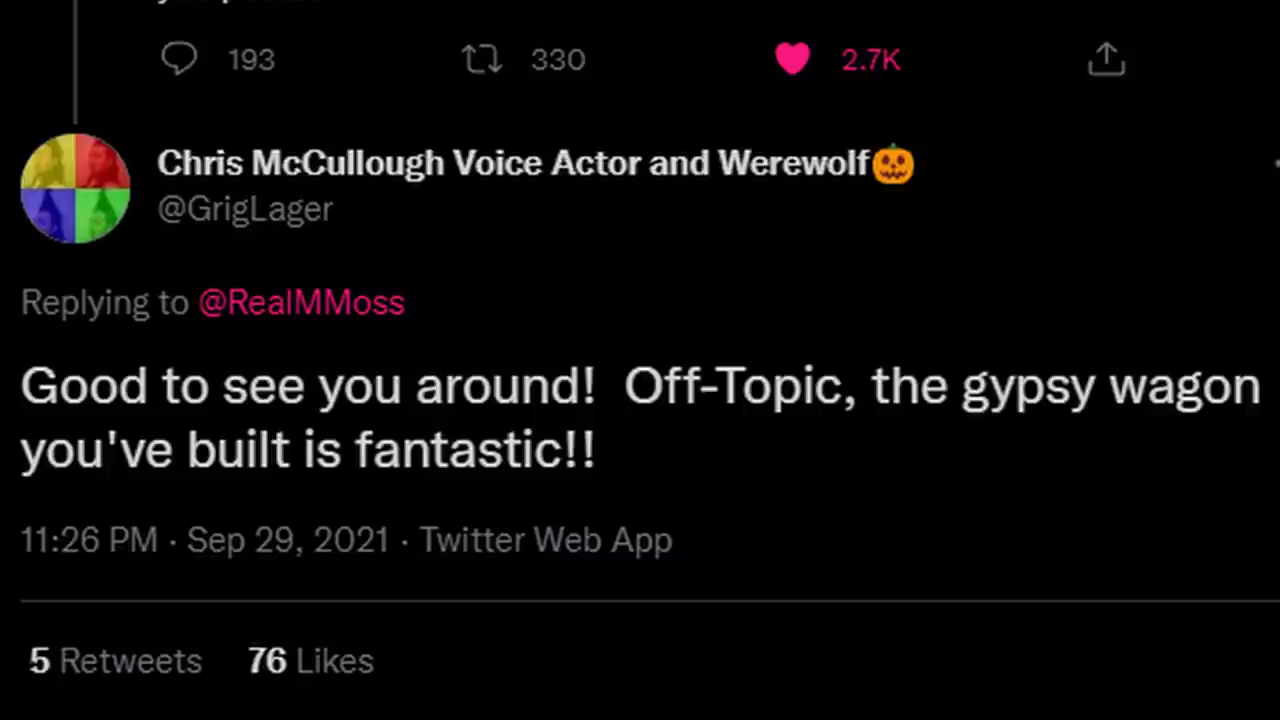 193 330 2.7K
Chris McCullough Voice Actor and Werewolf🎃
@GrigLager
Replying to @RealMMoss
Good to see you around!  Off-Topic, the gypsy wagon
you've built is fantastic!!
11:26 PM · Sep 29, 2021 · Twitter Web App
5 Retweets 76 Likes